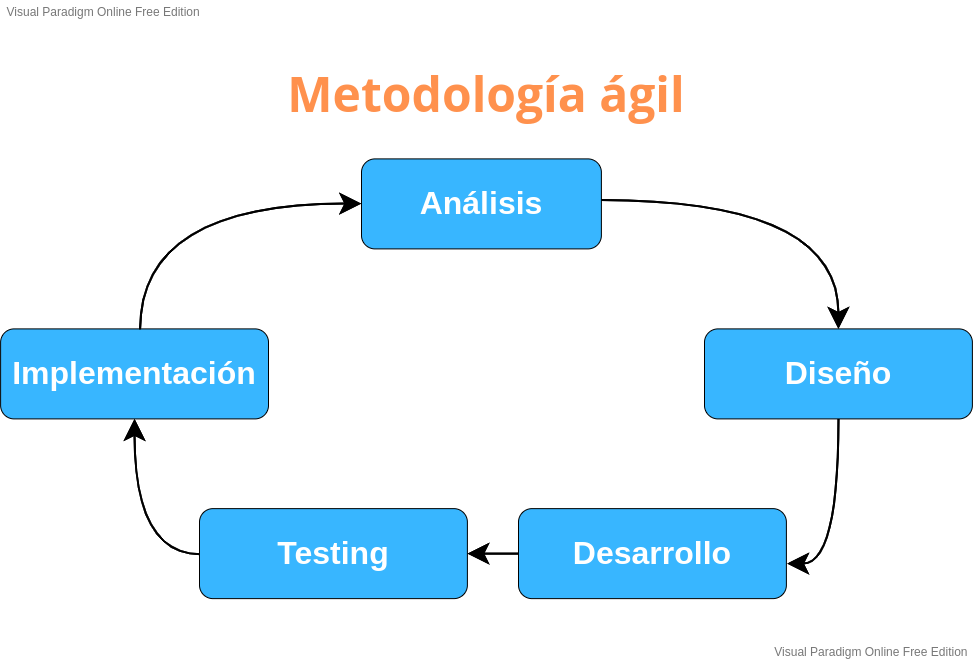 Visual Paradigm Online Free Edition
Metodología ágil
Análisis
Implementación
Diseño
Testing
Desarrollo
Visual Paradigm Online Free Edition